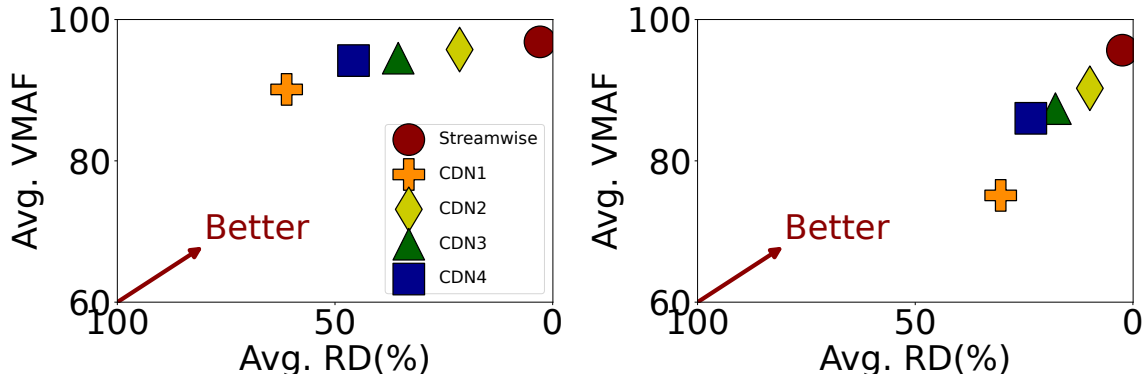 Avg. VMAF
100
80
60
Better
Streamwise
CDN1
CDN2
CDN3
CDN4
100
50
0
Avg. RD(%)
Avg. VMAF
100
80
60
Better
100
50
0
Avg. RD(%)